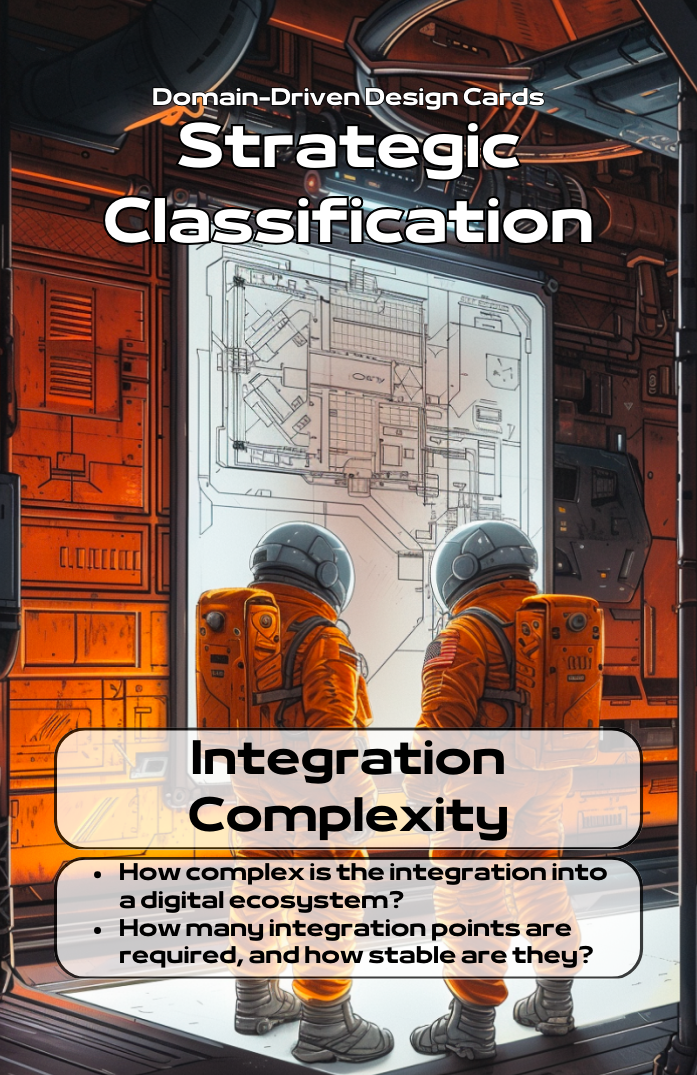 Domain-Driven Design Cards
Strategic
Classification
Integration
Complexity
• How complex is the integration into
a digital ecosystem?
• How many integration points are
required, and how stable are they?